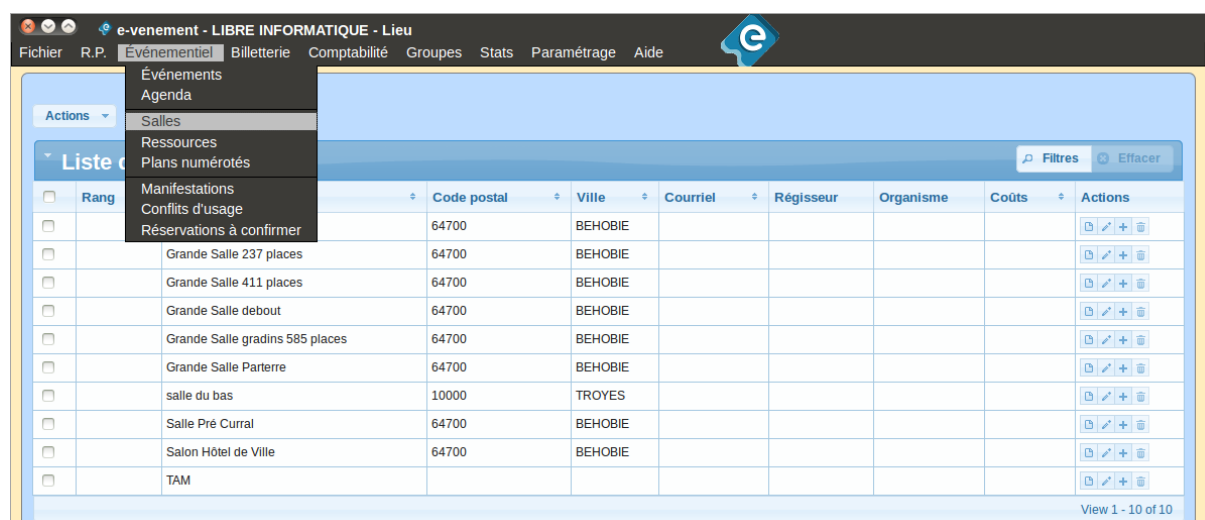 e-venement - LIBRE INFORMATIQUE - Lieu
Fichier R.P. Événementiel Billetterie Comptabilité Groupes Stats Paramétrage Aide
Événements
Agenda
Actions
Salles
Ressources
Plans numérotés
Manifestations
Conflits d'usage
Réservations à confirmer
Liste
Filtres Effacer
Rang Code postal Ville Courriel Régisseur Organisme Coûts Actions
64700 BEHOBIE
Grande Salle 237 places 64700 BEHOBIE
Grande Salle 411 places 64700 BEHOBIE
Grande Salle debout 64700 BEHOBIE
Grande Salle gradins 585 places 64700 BEHOBIE
Grande Salle Parterre 64700 BEHOBIE
salle du bas 10000 TROYES
Salle Pré Curral 64700 BEHOBIE
Salon Hôtel de Ville 64700 BEHOBIE
TAM
View 1 - 10 of 10